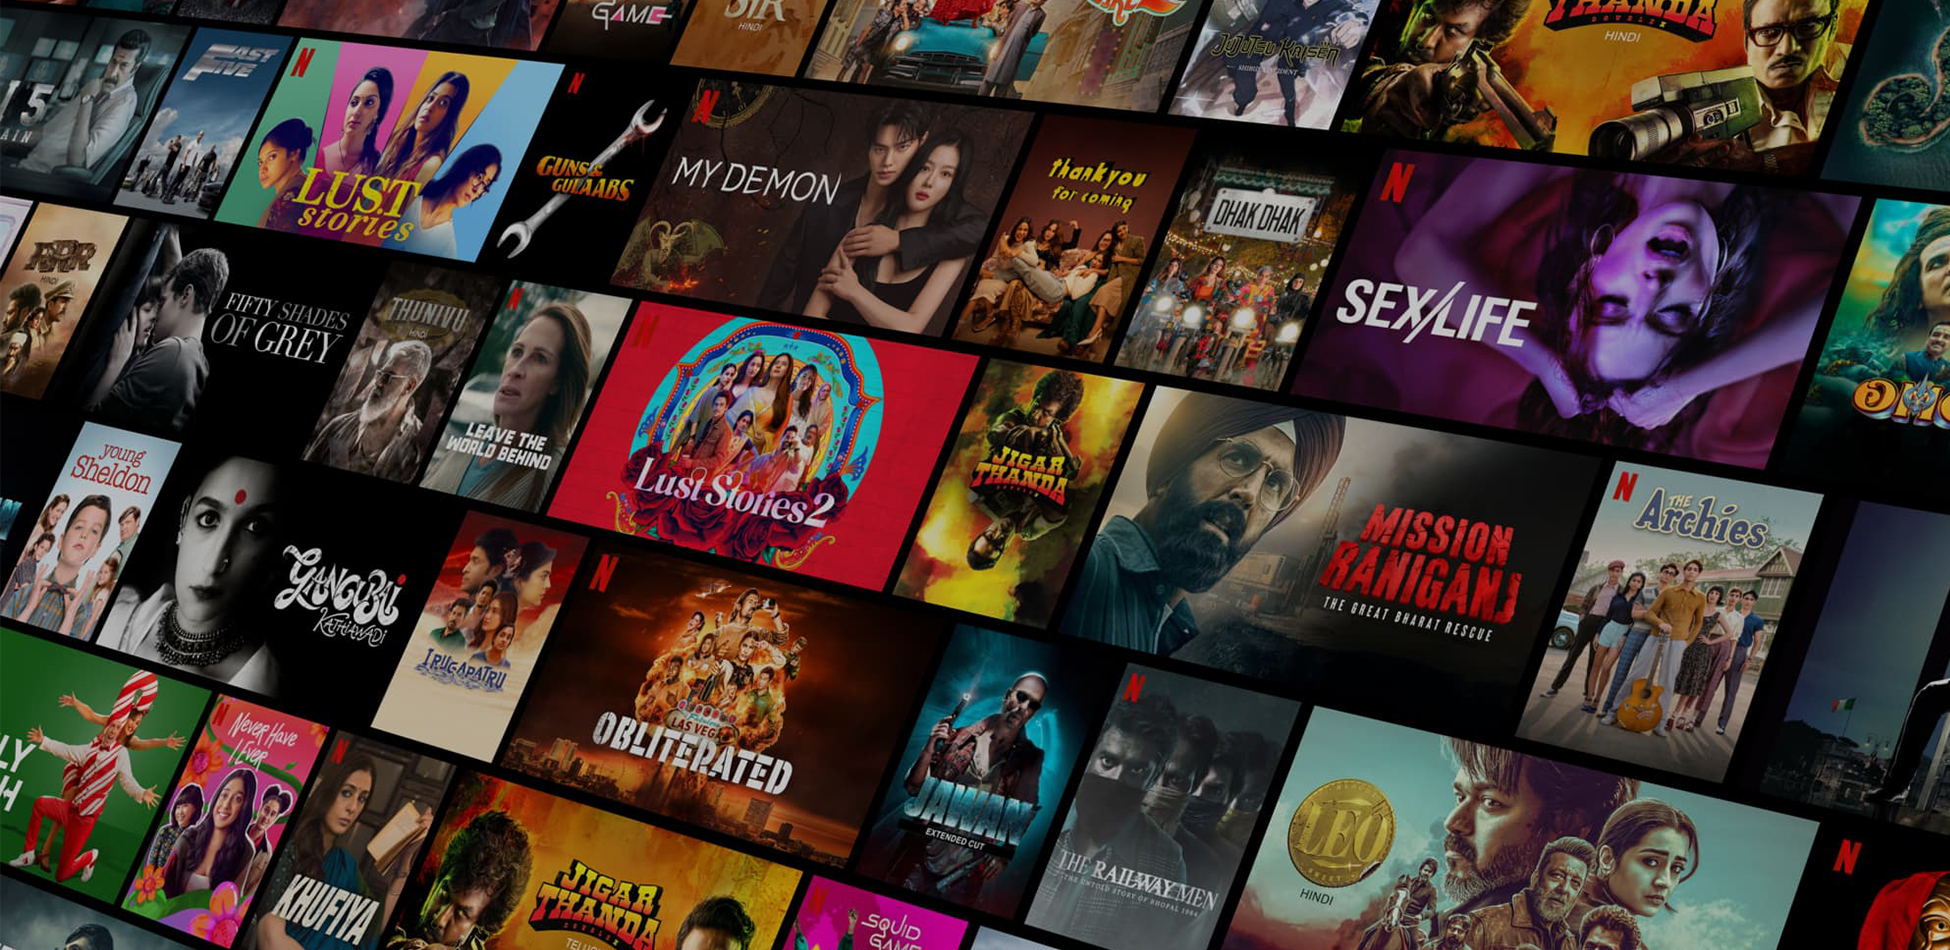 GAME
SIR
HINDI
JUJUTSU KAISEN
THANDA
DOUBLEX
HINDI
FAST
FIVE
N
LUST
stories
N
GUNS &
GULAABS
N
MY DEMON
thankyou
for coming
DHAK DHAK
N
SEX/LIFE
RRR
HINDI
FIFTY SHADES
OF GREY
THUNIVU
HINDI
N
LEAVE THE
WORLD BEHIND
N
Lust Stories 2
JIGAR
THANDA
DOUBLEX
MISSION
RANIGANJ
THE GREAT BHARAT RESCUE
N
THE
Archies
young
Sheldon
GANGUBAI
KATHIAWADI
IRUGAPATRU
N
LAS VEGAS
OBLITERATED
JAWAN
EXTENDED CUT
N
THE RAILWAY MEN
THE UNTOLD STORY OF BHOPAL 1984
LEO
HINDI
N
N
Never Have
I Ever
N
KHUFIYA
JIGAR
THANDA
DOUBLEX
N
SQUID
GAME